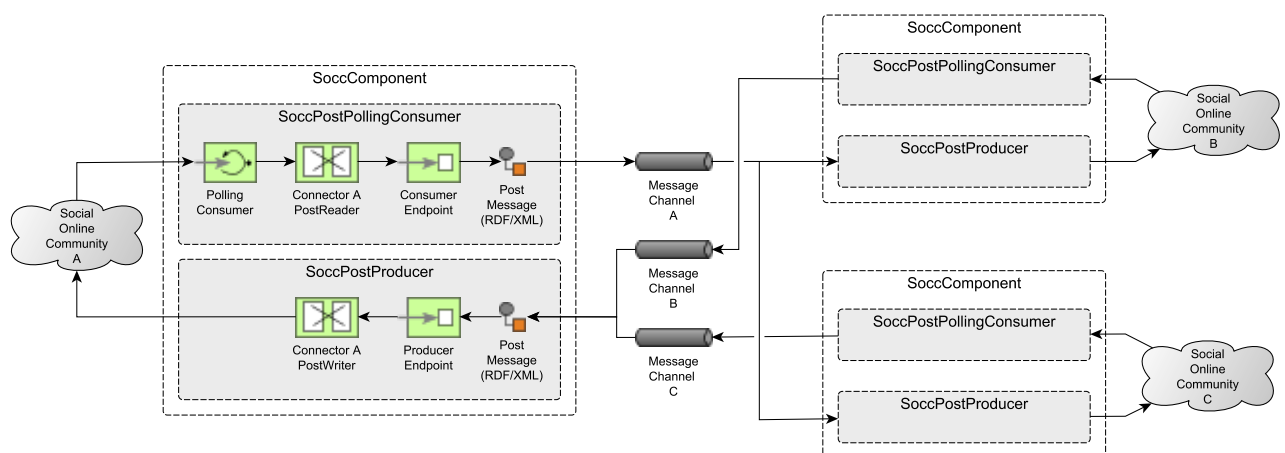 SoccComponent
SoccPostPollingConsumer
Polling
Consumer
Connector A
PostReader
Consumer
Endpoint
Post
Message
(RDF/XML)
Social
Online
Community
A
SoccPostProducer
Connector A
PostWriter
Producer
Endpoint
Post
Message
(RDF/XML)
Message
Channel
A
Message
Channel
B
Message
Channel
C
SoccComponent
SoccPostPollingConsumer
SoccPostProducer
Social
Online
Community
B
SoccComponent
SoccPostPollingConsumer
SoccPostProducer
Social
Online
Community
C